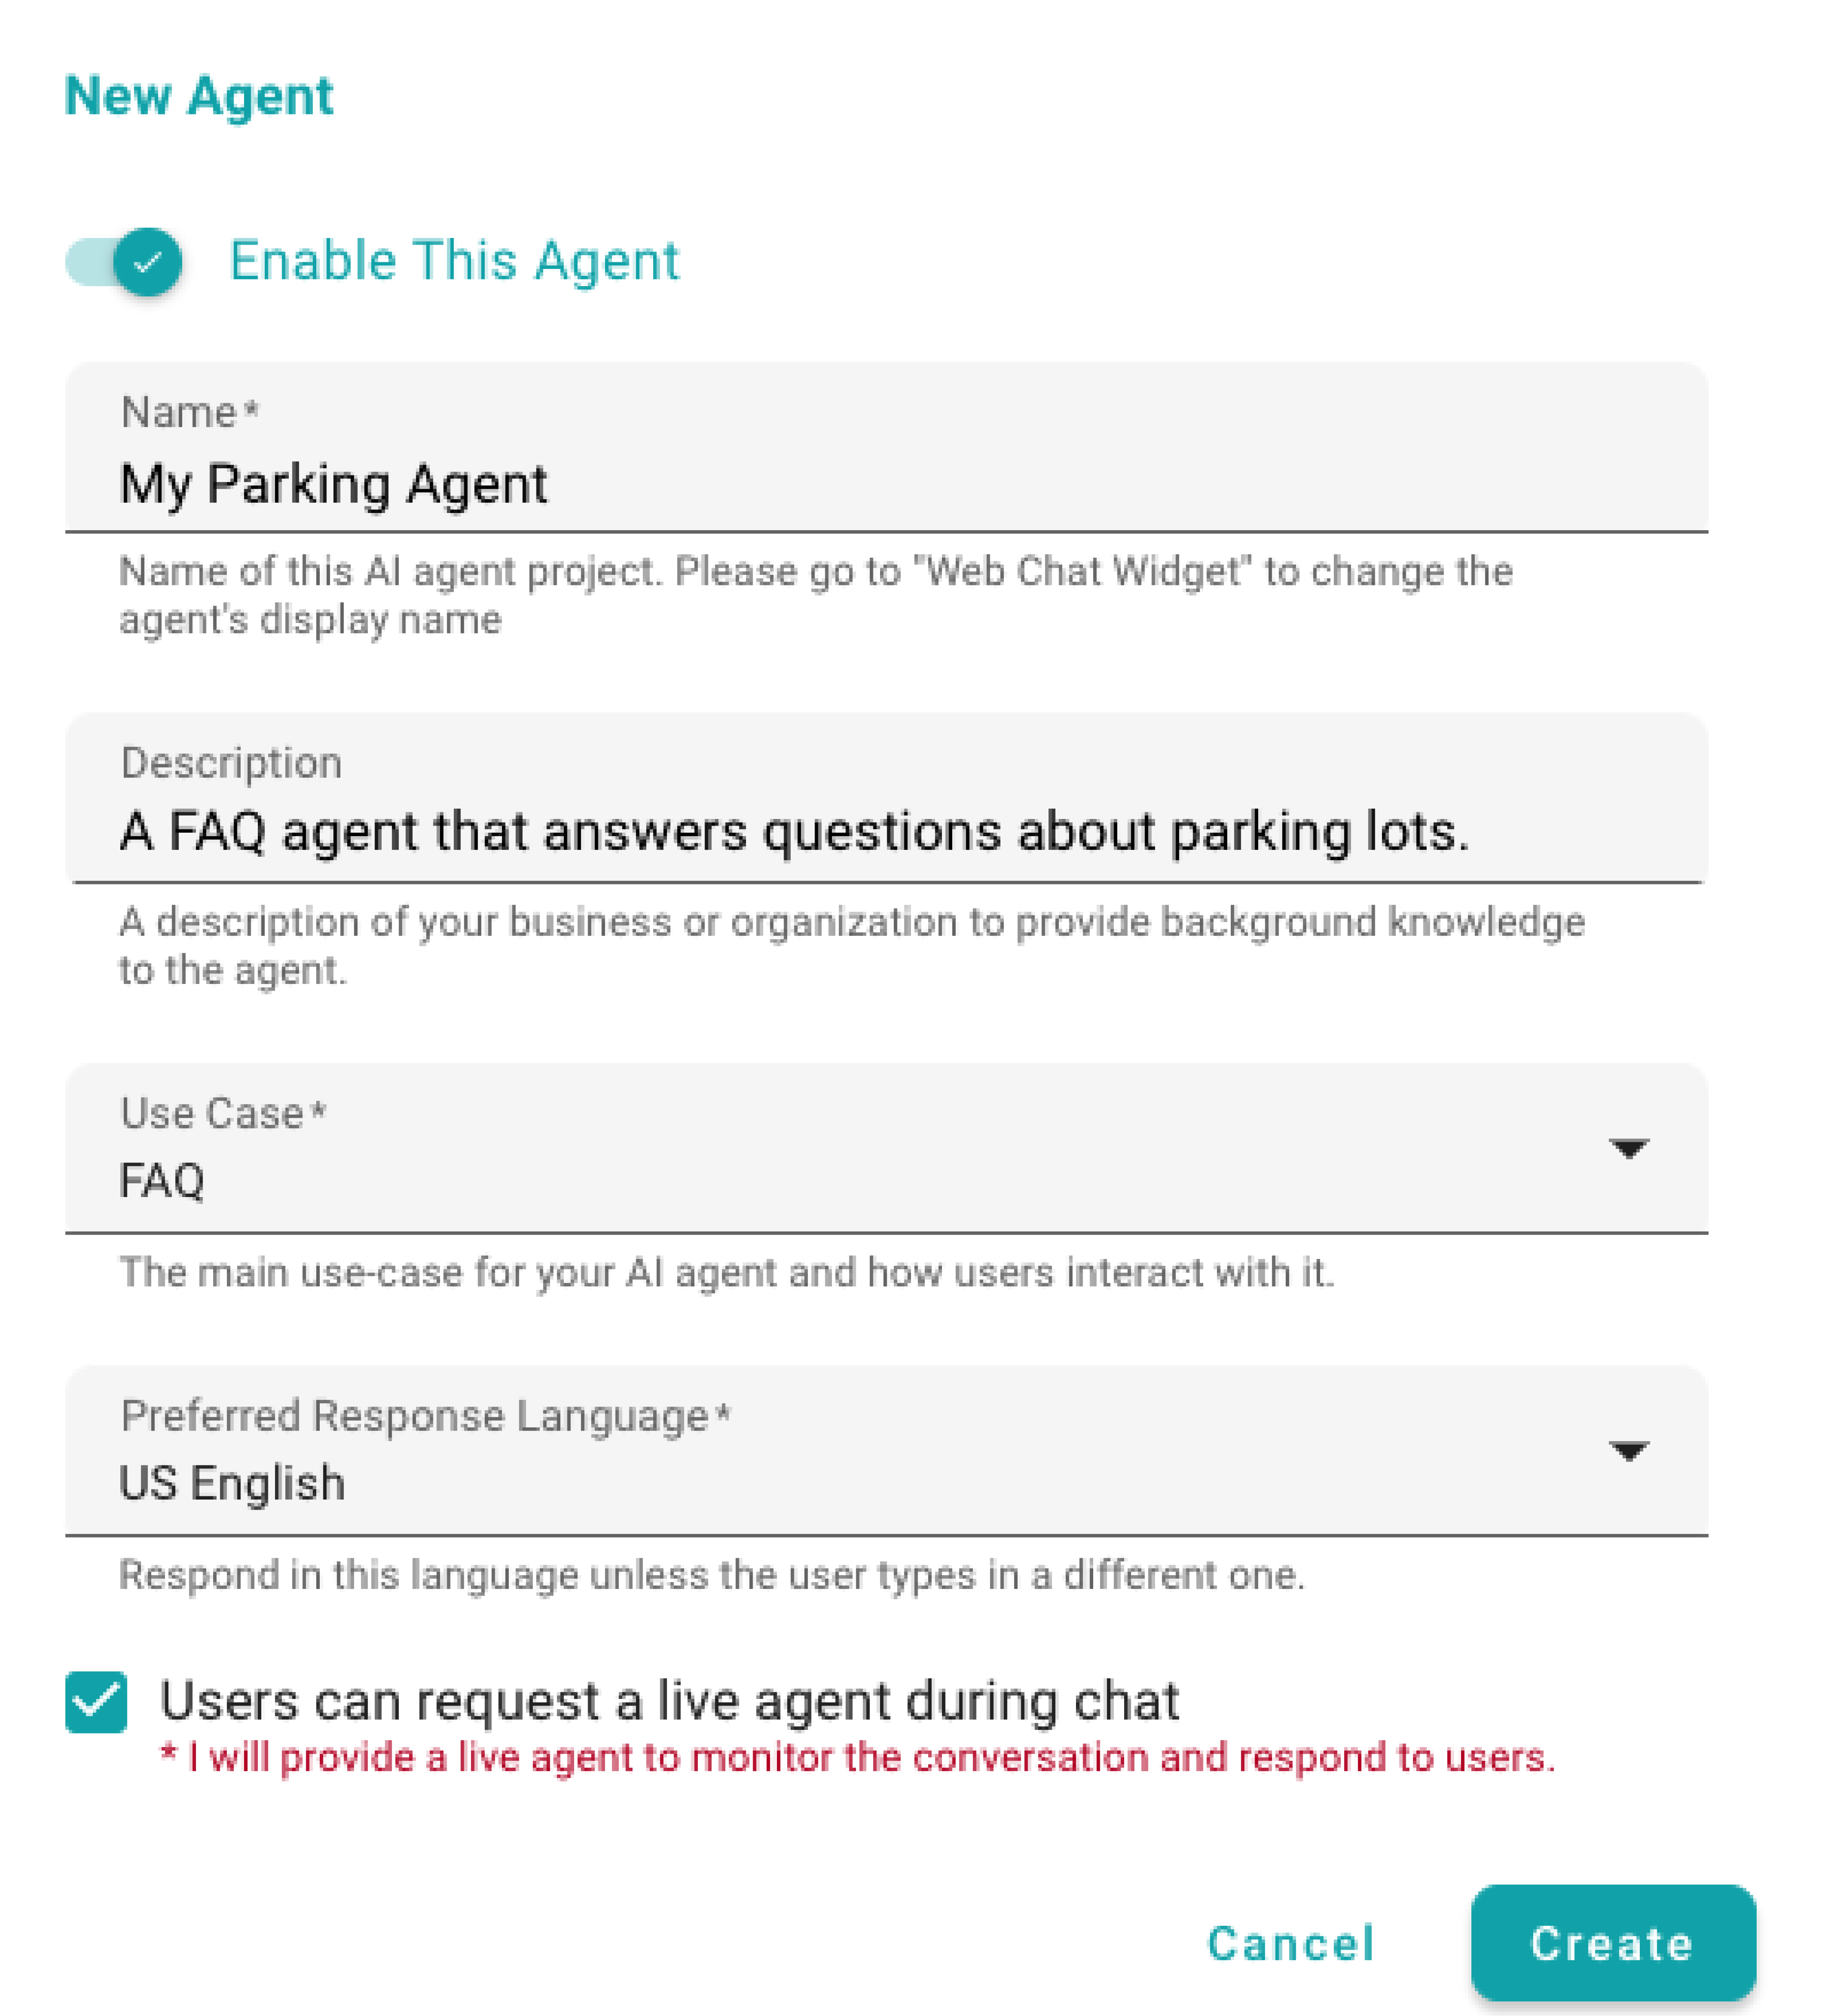 New Agent
Enable This Agent
Name*
My Parking Agent
Name of this AI agent project. Please go to "Web Chat Widget" to change the
agent's display name
Description
A FAQ agent that answers questions about parking lots.
A description of your business or organization to provide background knowledge
to the agent.
Use Case*
FAQ
The main use-case for your AI agent and how users interact with it.
Preferred Response Language*
US English
Respond in this language unless the user types in a different one.
Users can request a live agent during chat
* I will provide a live agent to monitor the conversation and respond to users.
Cancel
Create